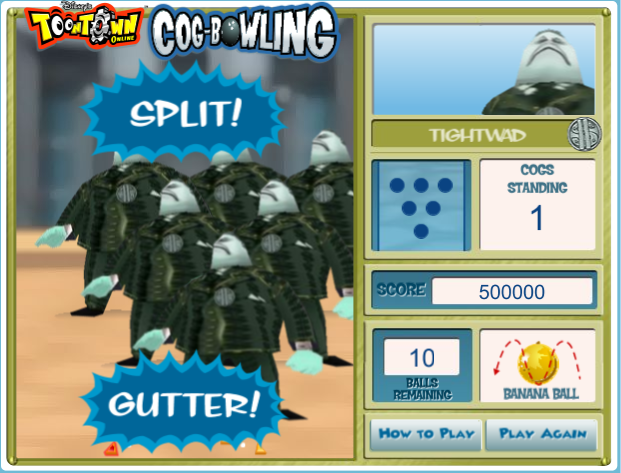 Disney's
TOONTOWN
ONLINE
COG-BOWLING
SPLIT!
GUTTER!
TIGHTWAD
COGS
STANDING
1
SCORE 500000
10
BALLS
REMAINING
BANANA BALL
HOW TO PLAY
PLAY AGAIN